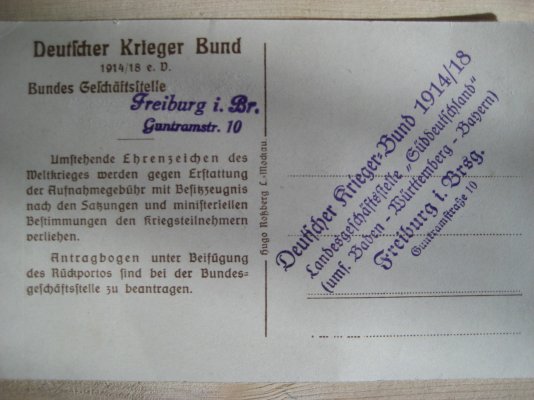 Deutscher Krieger Bund
1914/18 e. V.
Bundes Geschäftsstelle
Freiburg i. Br.
Guntramstr. 10
Umstehende Ehrenzeichen des
Weltkrieges werden gegen Erstattung
der Aufnahmegebühr mit Besitzzeugnis
nach den Satzungen und ministeriellen
Bestimmungen den Kriegsteilnehmern
verliehen.
Antragbogen unter Beifügung
des Rückportos sind bei der Bundes=
geschäftsstelle zu beantragen.
Hugo Roßberg L.-Mockau
Deutscher Krieger=Bund 1914/18
Landesgeschäftsstelle „Süddeutschland“
(umf. Baden - Württemberg - Bayern)
Freiburg i. Brsg.
Guntramstraße 10